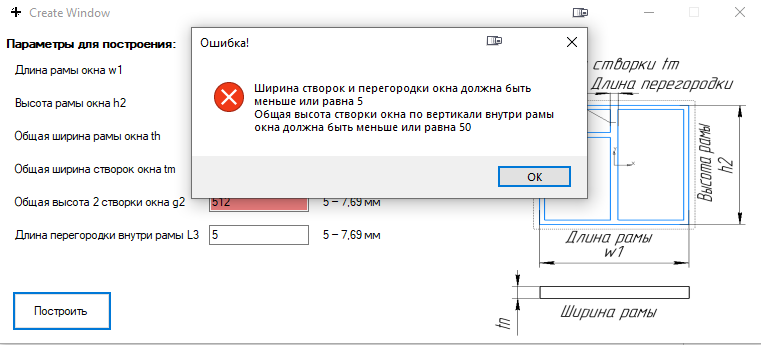 Create Window
Параметры для построения:
Длина рамы окна w1
Высота рамы окна h2
Общая ширина рамы окна th
Общая ширина створок окна tm
Общая высота 2 створки окна g2
512
5 – 7,69 мм
Длина перегородки внутри рамы L3
5
5 – 7,69 мм
Построить
Ошибка!
Ширина створок и перегородки окна должна быть
меньше или равна 5
Общая высота створки окна по вертикали внутри рамы
окна должна быть меньше или равна 50
OK
створки tm
Длина перегородки
Высота рамы
h2
Длина рамы
w1
Ширина рамы